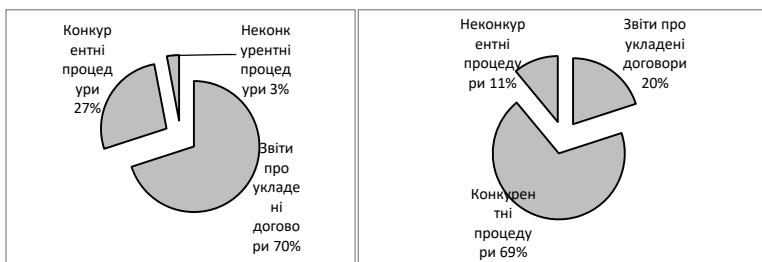 Конкур
ентні
процед
ури
27%
Неконк
урентні
процед
ури 3%
Звіти
про
укладе
ні
догово
ри 70%
Неконкур
ентні
процеду
ри 11%
Звіти про
укладені
договори
20%
Конкурен
тні
процеду
ри 69%